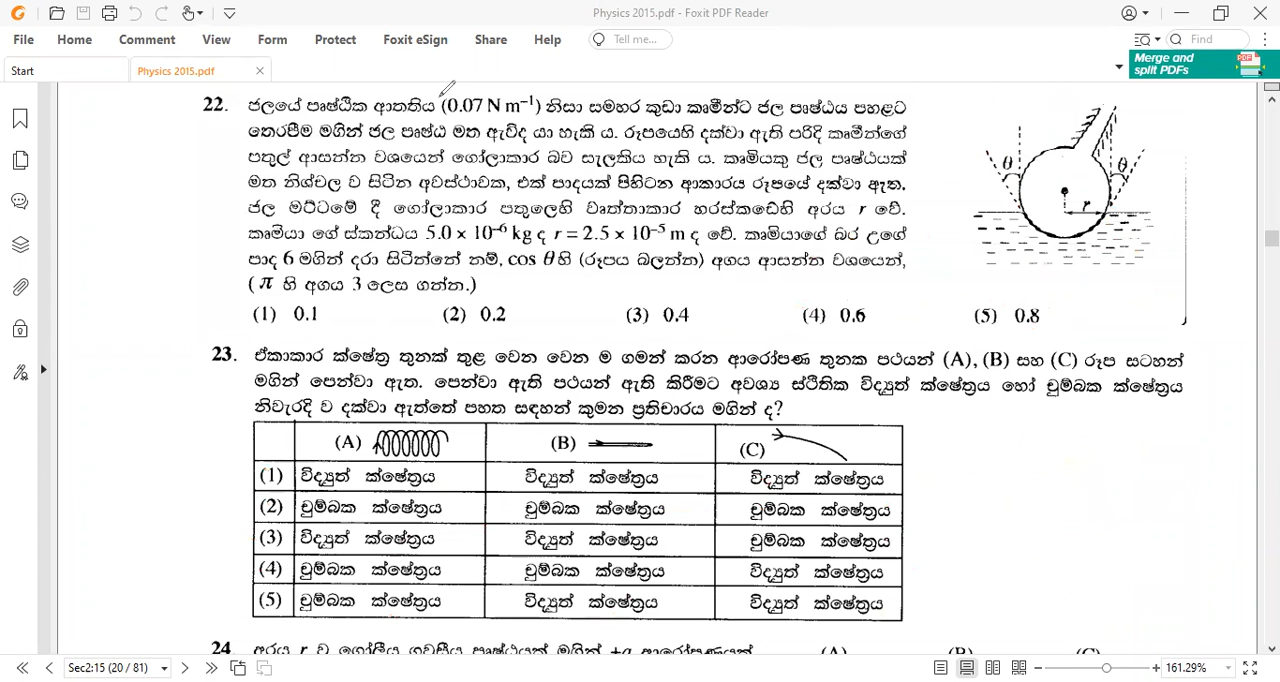 Physics 2015.pdf - Foxit PDF Reader
File Home Comment Convert View Form Protect Foxit eSign Share Help Tell me... Find
Start Physics 2015.pdf Merge and split PDFs
22. ජලයේ පෘෂ්ඨික ආතතිය (0.07 N m⁻¹) නිසා සමහර කුඩා කෘමීන්ට ජල පෘෂ්ඨය පහළට
තෙරපීම මගින් ජල පෘෂ්ඨ මත ඇවිද යා හැකි ය. රූපයෙහි දක්වා ඇති පරිදි කෘමීන්ගේ
පතුල් ආසන්න වශයෙන් ගෝලාකාර බව සැලකිය හැකි ය. කෘමියකු ජල පෘෂ්ඨයක්
මත නිශ්චල ව සිටින අවස්ථාවක, එක් පාදයක් පිහිටන ආකාරය රූපයේ දක්වා ඇත.
ජල මට්ටමේ දී ගෝලාකාර පතුලෙහි වෘත්තාකාර හරස්කඩෙහි අරය r වේ.
කෘමියා ගේ ස්කන්ධය 5.0 × 10⁻⁶ kg ද r = 2.5 × 10⁻⁵ m ද වේ. කෘමියාගේ බර උගේ
පාද 6 මගින් දරා සිටින්නේ නම්, cos θ හි (රූපය බලන්න) අගය ආසන්න වශයෙන්,
(π හි අගය 3 ලෙස ගන්න.)
θ θ r
(1) 0.1 (2) 0.2 (3) 0.4 (4) 0.6 (5) 0.8
23. ඒකාකාර ක්ෂේත්‍ර තුනක් තුළ වෙන වෙන ම ගමන් කරන ආරෝපණ තුනක පථයන් (A), (B) සහ (C) රූප සටහන්
මගින් පෙන්වා ඇත. පෙන්වා ඇති පථයන් ඇති කිරීමට අවශ්‍ය ස්ථිතික විද්‍යුත් ක්ෂේත්‍රය හෝ චුම්බක ක්ෂේත්‍රය
නිවැරදි ව දක්වා ඇත්තේ පහත සඳහන් කුමන ප්‍රතිචාරය මගින් ද?
(A) (B) (C)
(1) විද්‍යුත් ක්ෂේත්‍රය විද්‍යුත් ක්ෂේත්‍රය විද්‍යුත් ක්ෂේත්‍රය
(2) චුම්බක ක්ෂේත්‍රය චුම්බක ක්ෂේත්‍රය චුම්බක ක්ෂේත්‍රය
(3) විද්‍යුත් ක්ෂේත්‍රය විද්‍යුත් ක්ෂේත්‍රය චුම්බක ක්ෂේත්‍රය
(4) චුම්බක ක්ෂේත්‍රය චුම්බක ක්ෂේත්‍රය විද්‍යුත් ක්ෂේත්‍රය
(5) චුම්බක ක්ෂේත්‍රය විද්‍යුත් ක්ෂේත්‍රය විද්‍යුත් ක්ෂේත්‍රය
24 අරය r ව ගෝලීය ගවුසීය පෘෂ්ඨයක් මගින් +q ආරෝපණයක් (A) (B) (C)
Sec2:15 (20 / 81) 161.29%